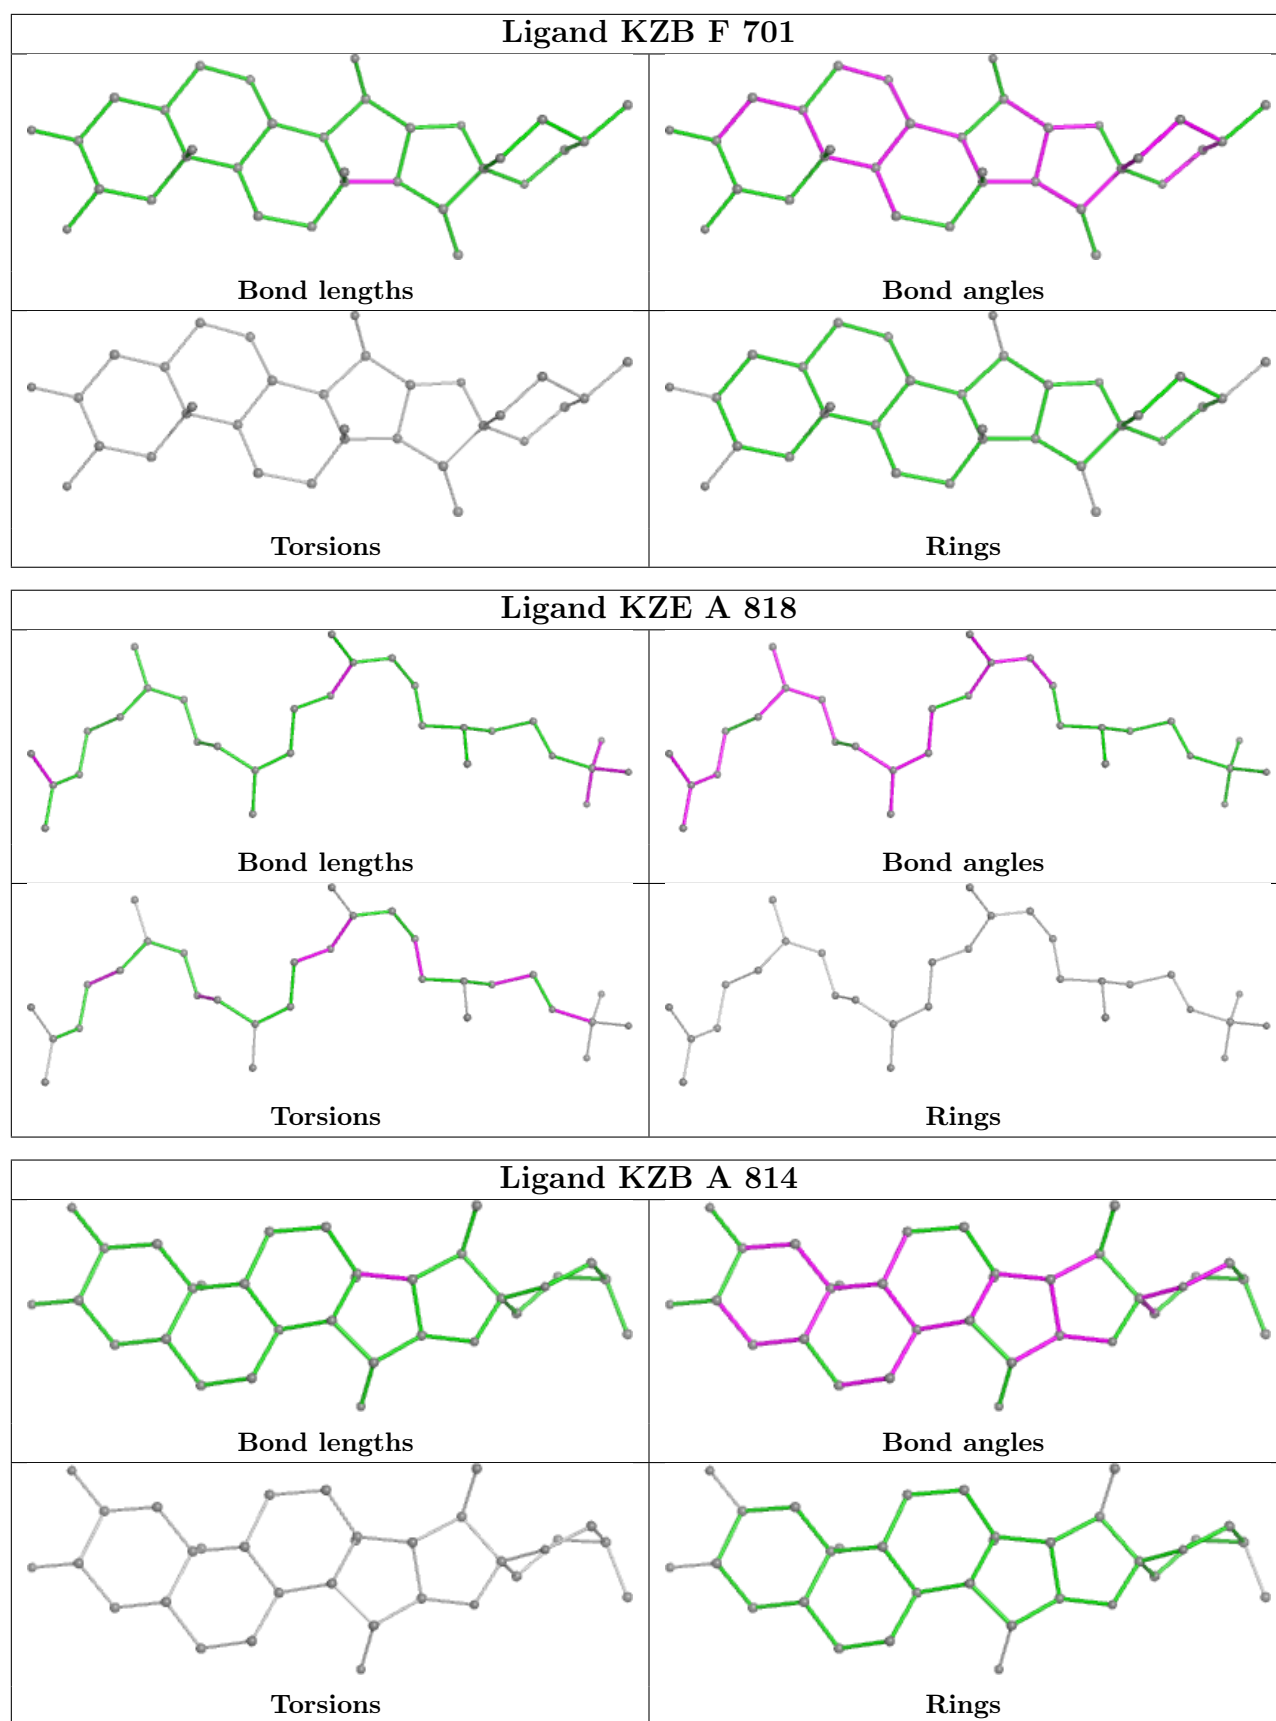 Ligand KZB F 701
Bond lengths
Bond angles
Torsions
Rings
Ligand KZE A 818
Bond lengths
Bond angles
Torsions
Rings
Ligand KZB A 814
Bond lengths
Bond angles
Torsions
Rings